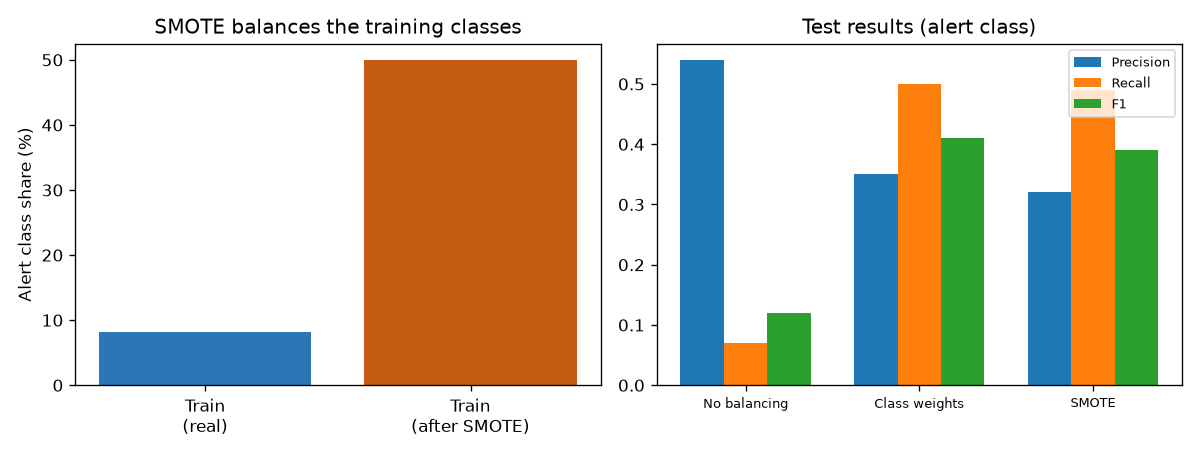 SMOTE balances the training classes
Alert class share (%)
50
40
30
20
10
0
Train
(real)
Train
(after SMOTE)
Test results (alert class)
0.5
0.4
0.3
0.2
0.1
0.0
Precision
Recall
F1
No balancing
Class weights
SMOTE